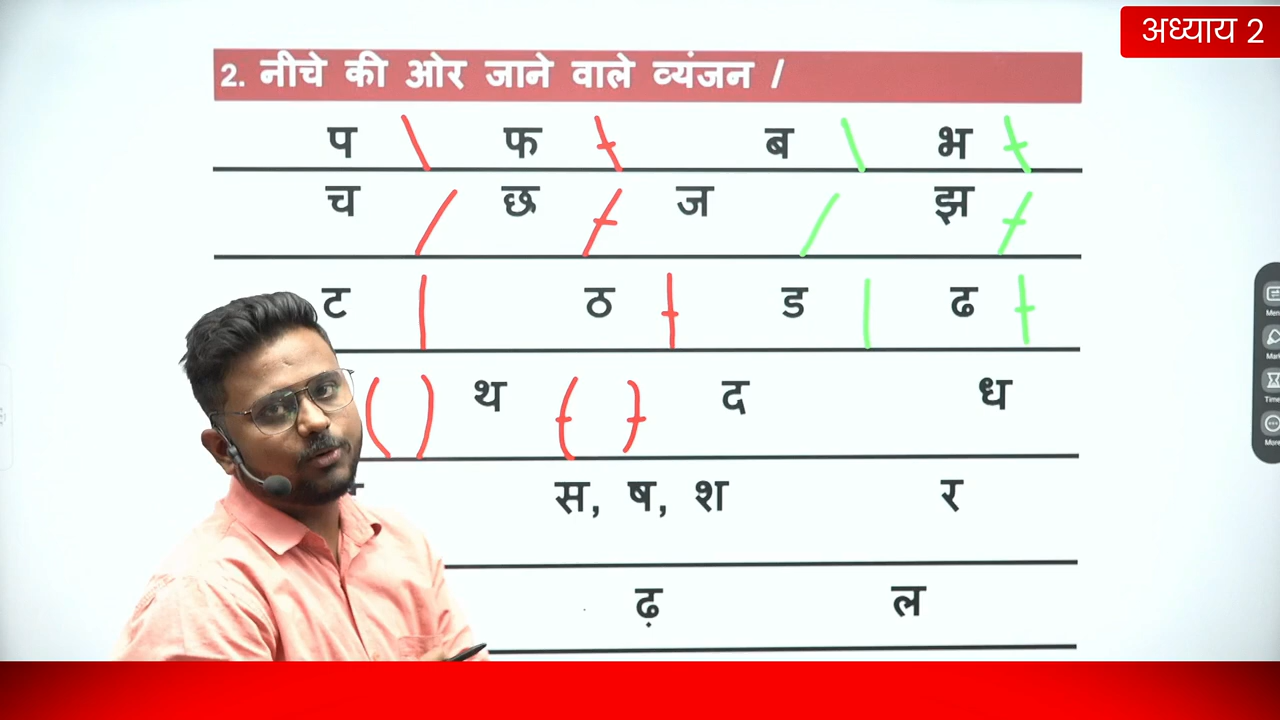 अध्याय 2
2. नीचे की ओर जाने वाले व्यंजन /
प फ ब भ
च छ ज झ
ट ठ ड ढ
थ द ध
स, ष, श र
ढ़ ल